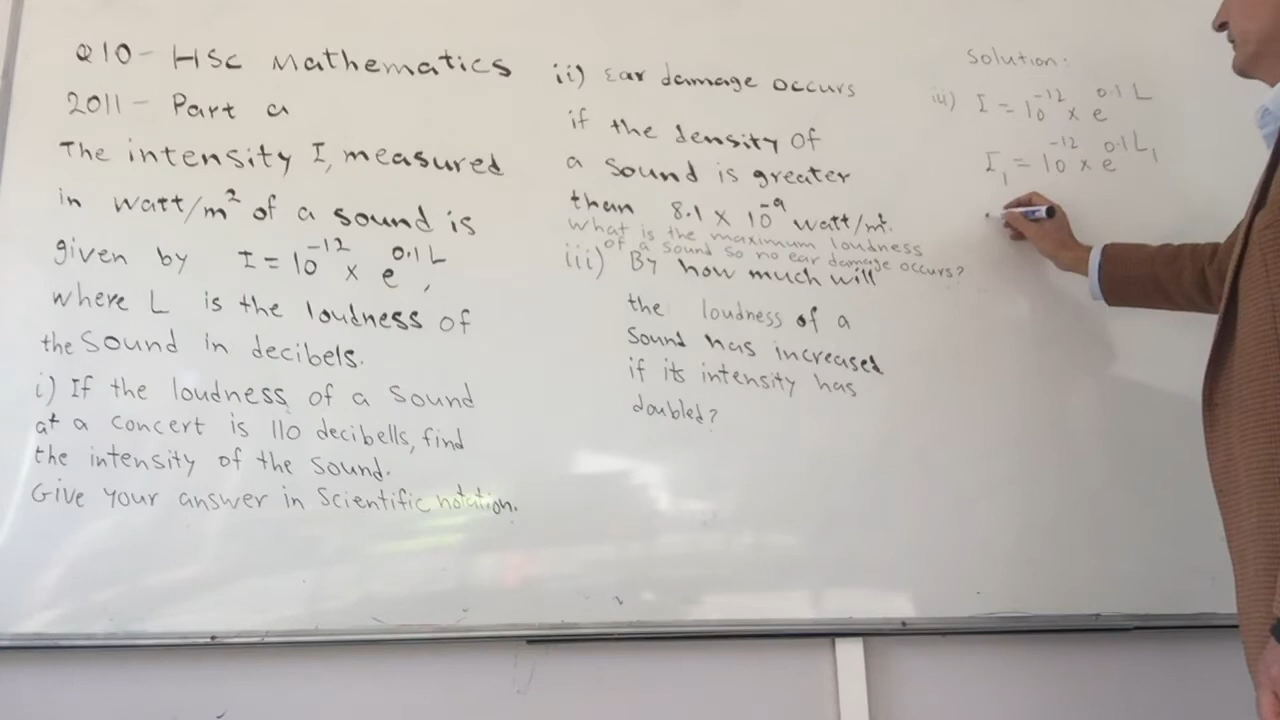 Q10 - HSC Mathematics
2011 - Part a
The intensity I, measured
in watt/m² of a sound is
given by I = 10⁻¹² × e^0.1L,
where L is the loudness of
the sound in decibels.
i) If the loudness of a sound
at a concert is 110 decibells, find
the intensity of the sound.
Give your answer in Scientific notation.
ii) Ear damage occurs
if the density of
a sound is greater
than 8.1 × 10⁻⁹ watt/m².
what is the maximum loudness
of a sound so no ear damage occurs?
iii) By how much will
the loudness of a
sound has increased
if its intensity has
doubled?
Solution:
iii) I = 10⁻¹² × e^0.1L
I₁ = 10⁻¹² × e^0.1L₁